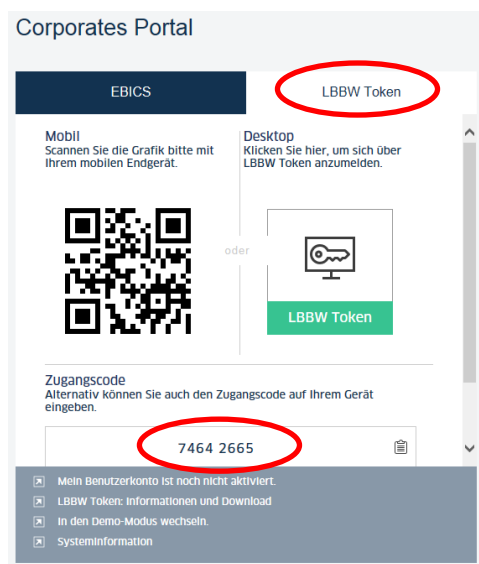 Corporates Portal
EBICS
LBBW Token
Mobil
Scannen Sie die Grafik bitte mit
Ihrem mobilen Endgerät.
Desktop
Klicken Sie hier, um sich über
LBBW Token anzumelden.
oder
LBBW Token
Zugangscode
Alternativ können Sie auch den Zugangscode auf Ihrem Gerät
eingeben.
7464 2665
Mein Benutzerkonto ist noch nicht aktiviert.
LBBW Token: Informationen und Download
In den Demo-Modus wechseln.
Systeminformation